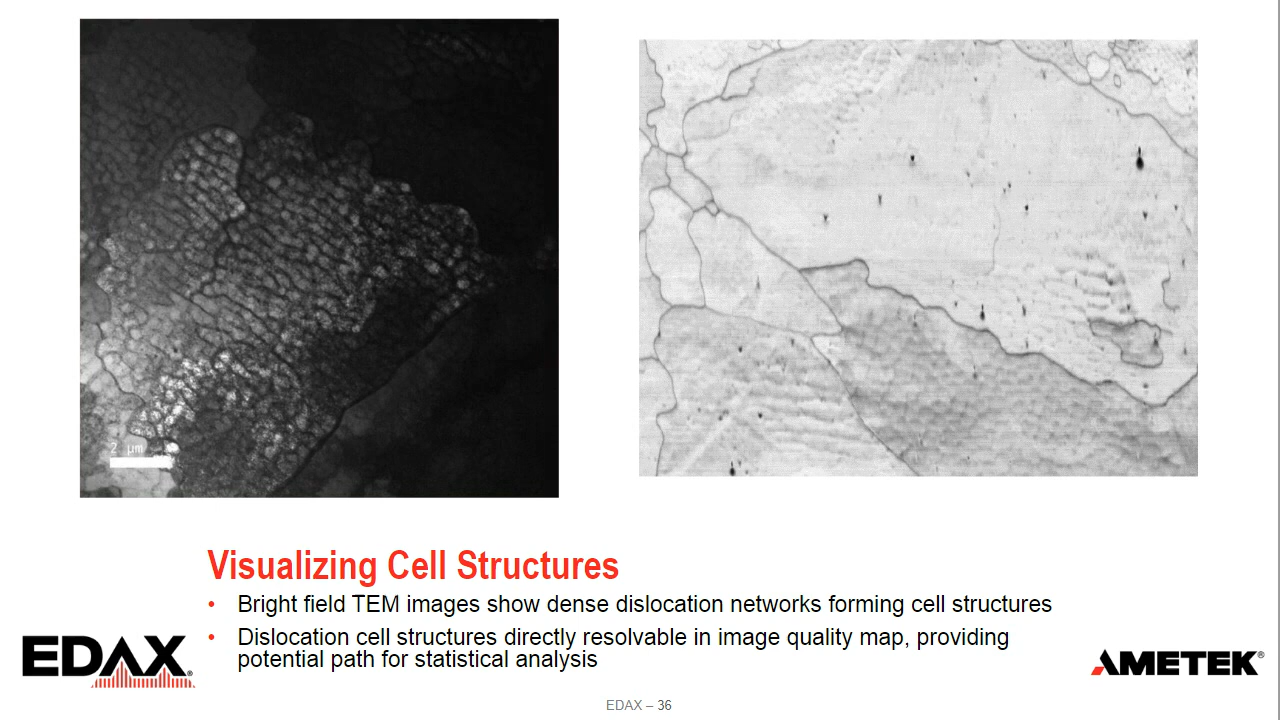 2 µm
Visualizing Cell Structures
• Bright field TEM images show dense dislocation networks forming cell structures
• Dislocation cell structures directly resolvable in image quality map, providing
potential path for statistical analysis
EDAX®
AMETEK®
EDAX – 36